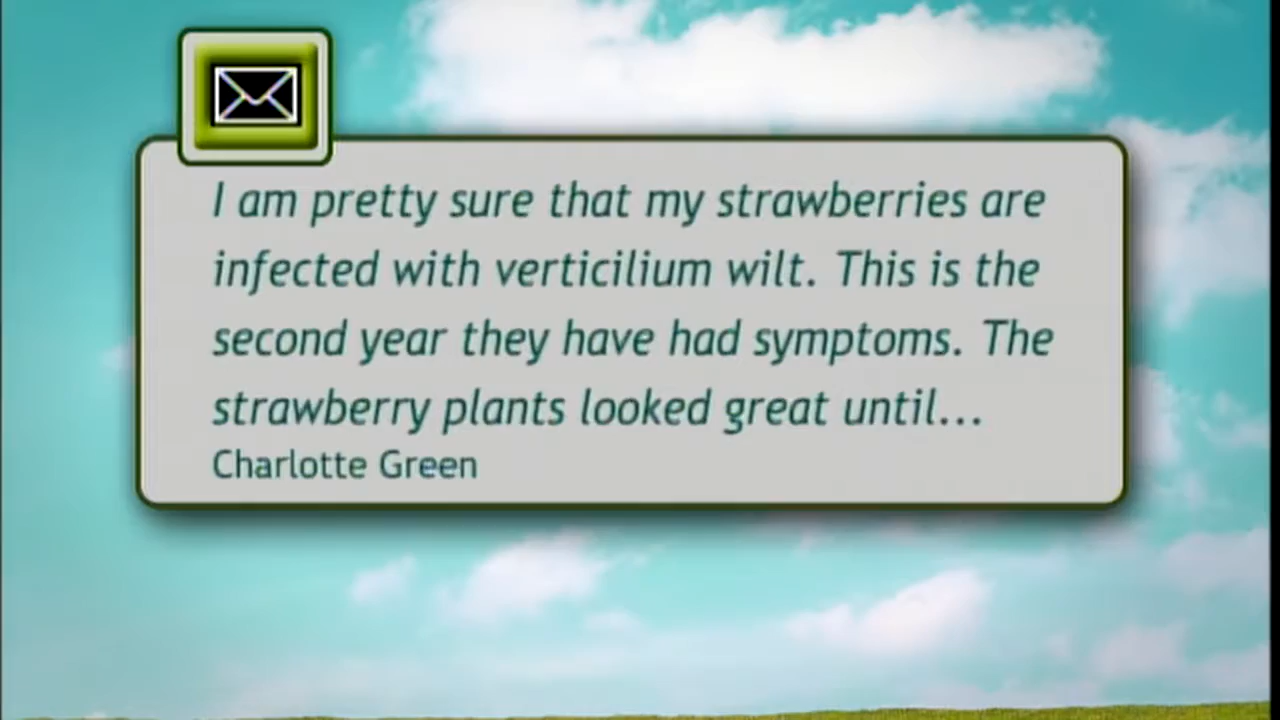 I am pretty sure that my strawberries are
infected with verticilium wilt. This is the
second year they have had symptoms. The
strawberry plants looked great until...
Charlotte Green